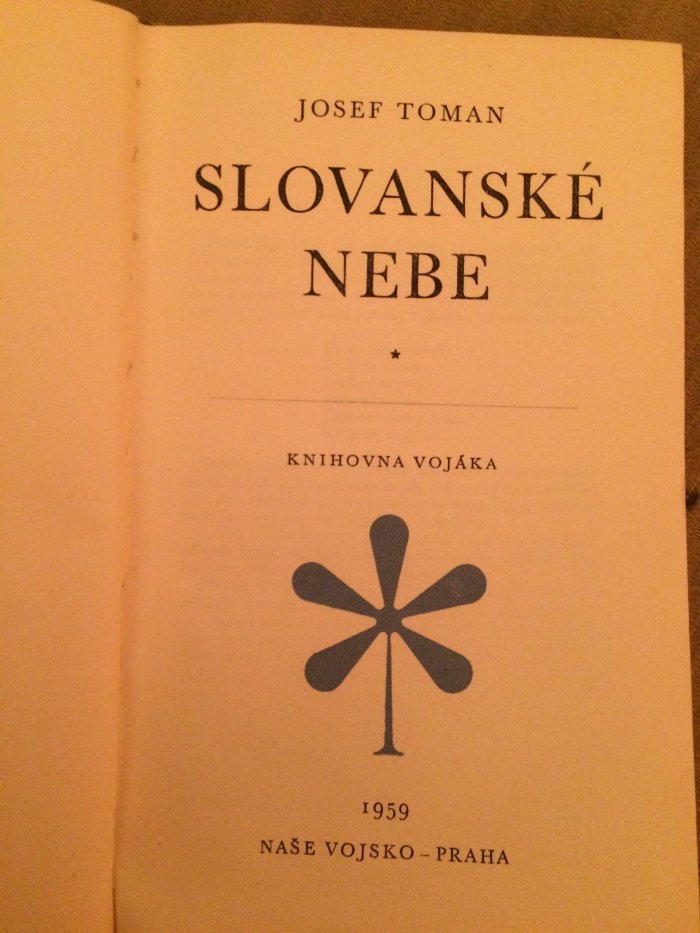 JOSEF TOMAN
SLOVANSKÉ
NEBE
*
KNIHOVNA VOJÁKA
1959
NAŠE VOJSKO – PRAHA